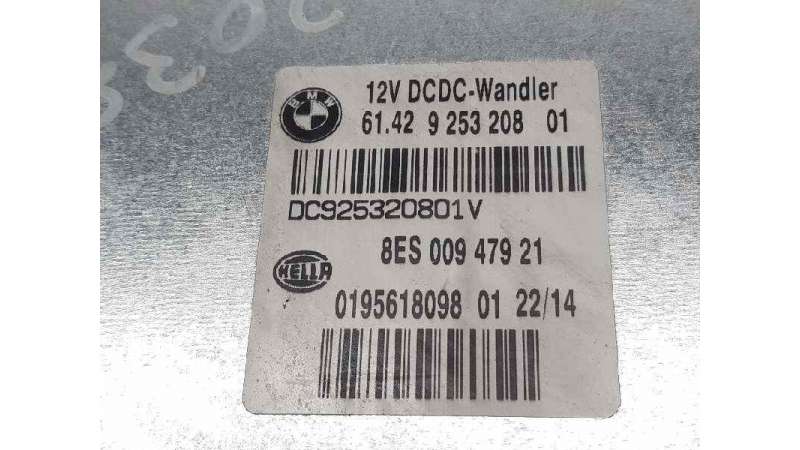 BMW
12V DCDC-Wandler
61.42 9 253 208 01
DC925320801V
8ES 009 479 21
HELLA
0195618098 01 22/14